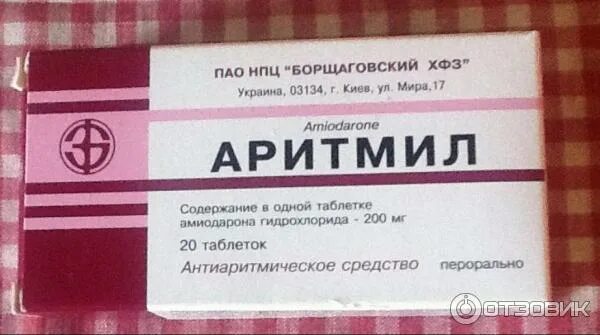 ПАО НПЦ "БОРЩАГОВСКИЙ ХФЗ"
Украина, 03134, г. Киев, ул. Мира,17
Amiodarone
АРИТМИЛ
Содержание в одной таблетке
амиодарона гидрохлорида - 200 мг
20 таблеток
Антиаритмическое средство перорально
ОТЗОВИК